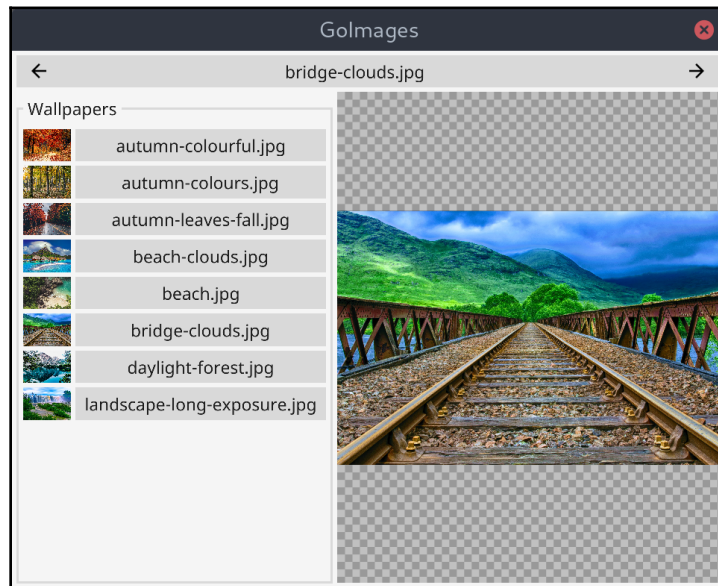 GoImages
bridge-clouds.jpg
Wallpapers
autumn-colourful.jpg
autumn-colours.jpg
autumn-leaves-fall.jpg
beach-clouds.jpg
beach.jpg
bridge-clouds.jpg
daylight-forest.jpg
landscape-long-exposure.jpg